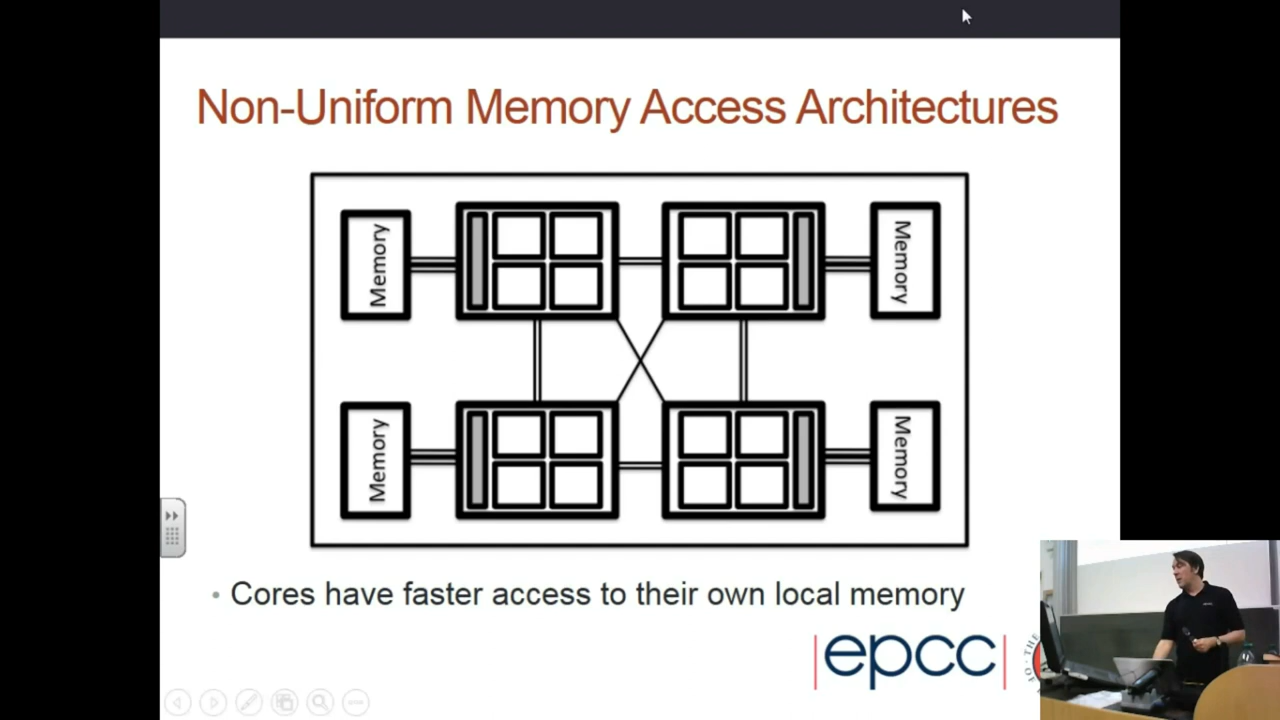 Non-Uniform Memory Access Architectures
Memory
Memory
Memory
Memory
• Cores have faster access to their own local memory
|epcc|
THE